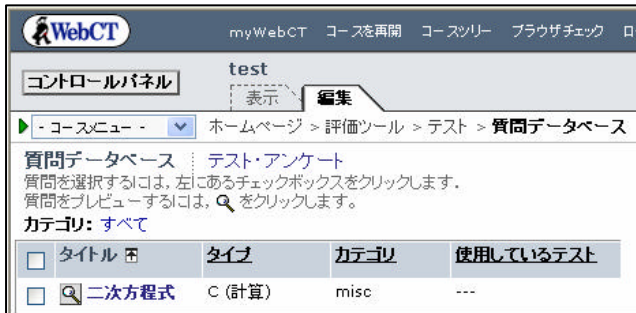 WebCT myWebCT コースを再開 コースツリー ブラウザチェック ロ
コントロールパネル test
表示 編集
- コースメニュー - ホームページ > 評価ツール > テスト > 質問データベース
質問データベース テスト・アンケート
質問を選択するには, 左にあるチェックボックスをクリックします.
質問をプレビューするには, をクリックします。
カテゴリ: すべて
タイトル タイプ カテゴリ 使用しているテスト
二次方程式 C (計算) misc ---